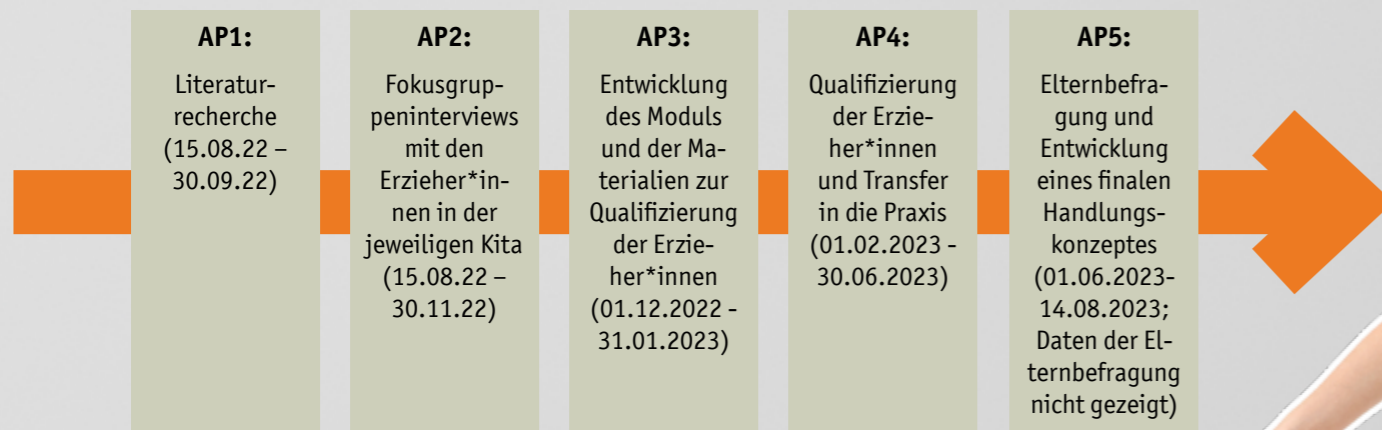 AP1:
Literatur-
recherche
(15.08.22 –
30.09.22)
AP2:
Fokusgrup-
peninterviews
mit den
Erzieher*in-
nen in der
jeweiligen Kita
(15.08.22 –
30.11.22)
AP3:
Entwicklung
des Moduls
und der Ma-
terialien zur
Qualifizierung
der Erzie-
her*innen
(01.12.2022 -
31.01.2023)
AP4:
Qualifizierung
der Erzie-
her*innen
und Transfer
in die Praxis
(01.02.2023 -
30.06.2023)
AP5:
Elternbefra-
gung und
Entwicklung
eines finalen
Handlungs-
konzeptes
(01.06.2023-
14.08.2023;
Daten der El-
ternbefragung
nicht gezeigt)